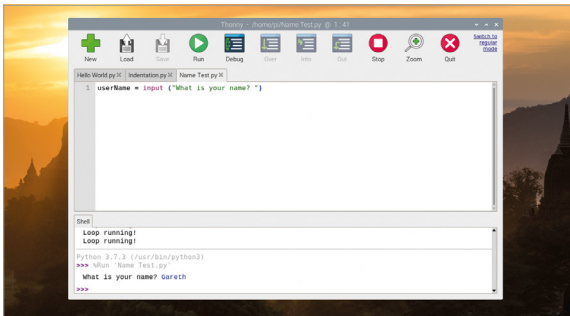 Thonny - /home/pi/Name Test.py @ 1 : 41
New Load Save Run Debug Over Into Out Stop Zoom Quit
Switch to
regular
mode
Hello World.py Indentation.py Name Test.py
1 userName = input ("What is your name? ")
Shell
Loop running!
Loop running!
Python 3.7.3 (/usr/bin/python3)
>>> %Run 'Name Test.py'
What is your name? Gareth
>>>